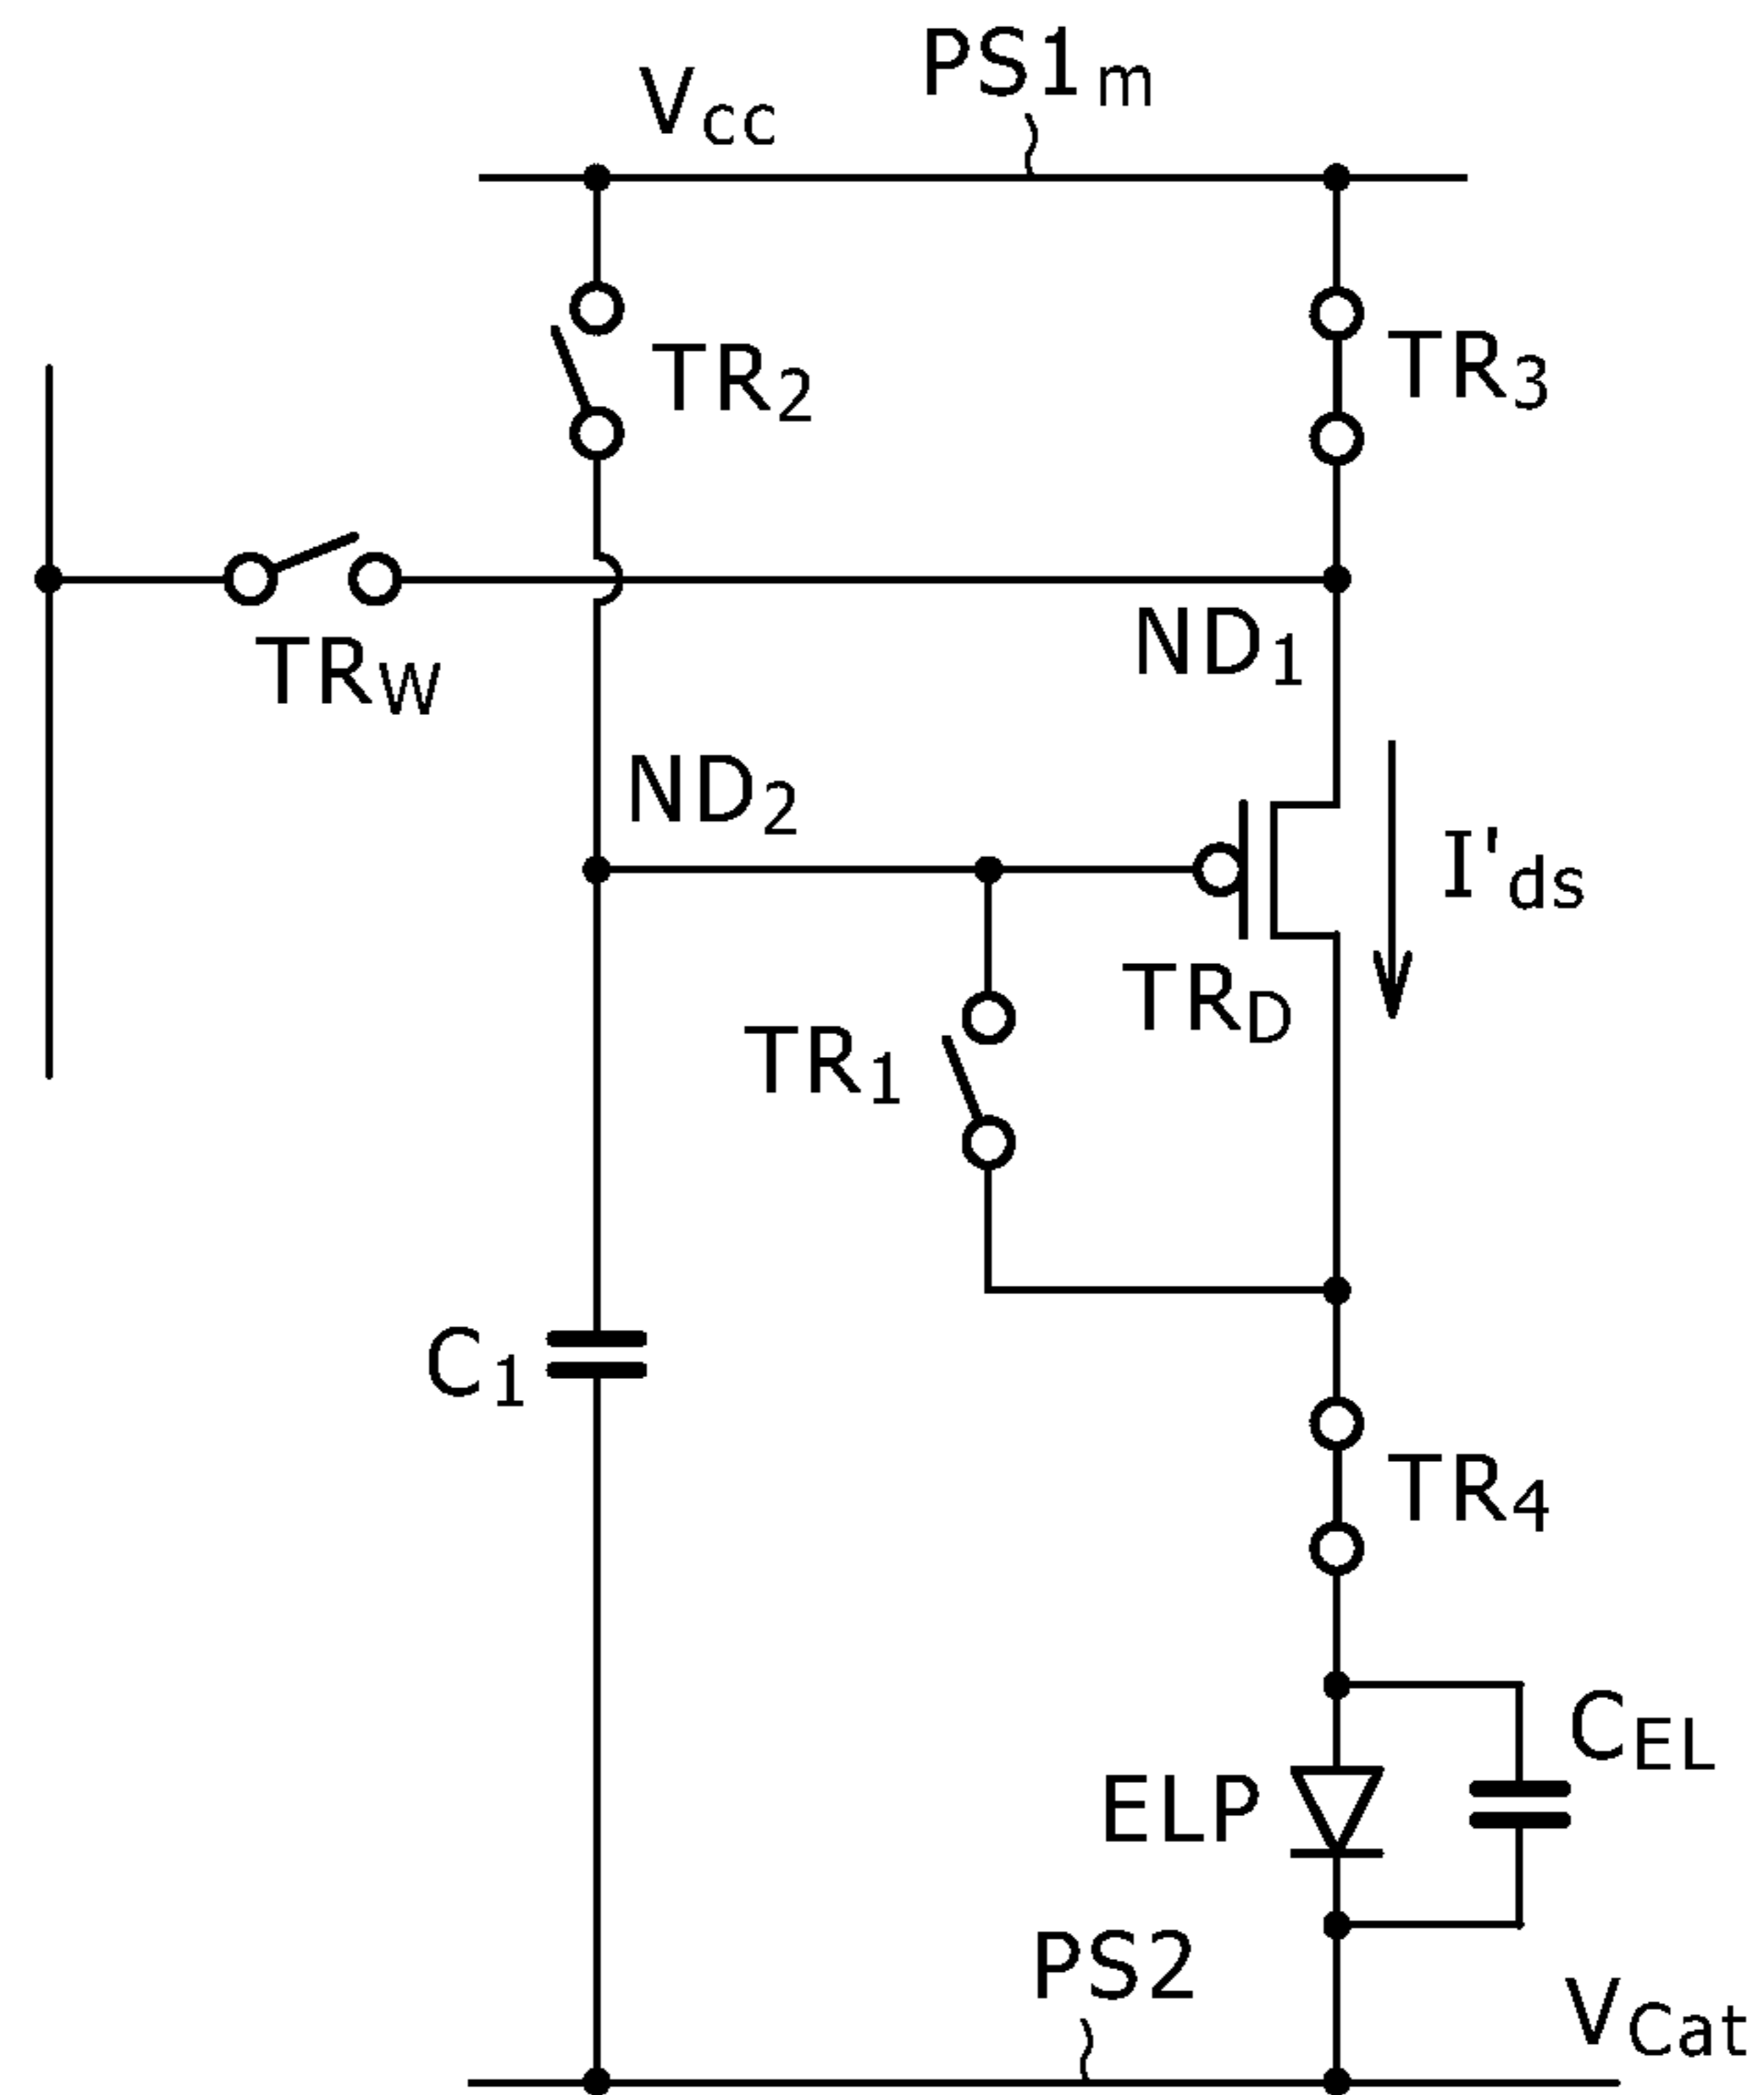 PS1m
Vcc
TR2
TR3
TRW
ND1
ND2
I'ds
TRD
TR1
C1
TR4
CEL
ELP
PS2
VCat